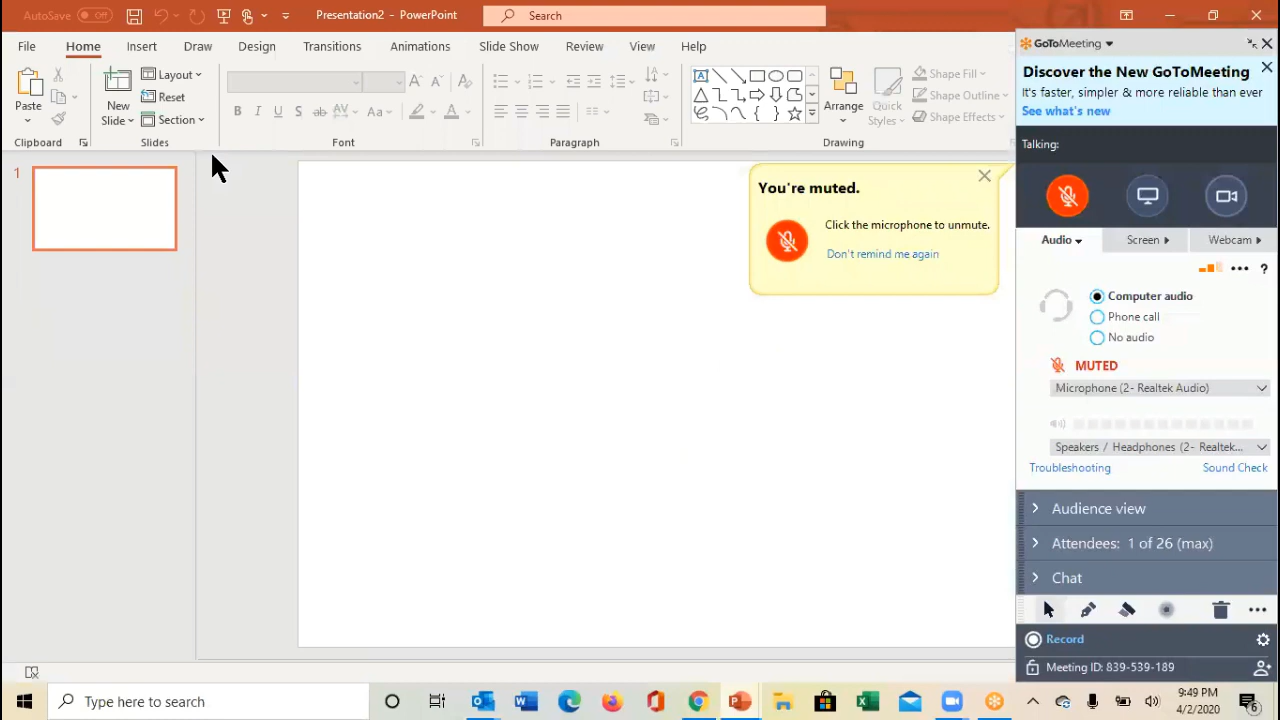 AutoSave Off Presentation2 - PowerPoint Search
File Home Insert Draw Design Transitions Animations Slide Show Review View Help
Paste
New Slide
Layout
Reset
Section
Arrange
Quick Styles
Shape Fill
Shape Outline
Shape Effects
Clipboard Slides Font Paragraph Drawing
1
You're muted.
Click the microphone to unmute.
Don't remind me again
GoToMeeting
Discover the New GoToMeeting
It's faster, simpler & more reliable than ever
See what's new
Talking:
Audio Screen Webcam
?
Computer audio
Phone call
No audio
MUTED
Microphone (2- Realtek Audio)
Speakers / Headphones (2- Realtek...
Troubleshooting Sound Check
Audience view
Attendees: 1 of 26 (max)
Chat
Record
Meeting ID: 839-539-189
Type here to search
9:49 PM
4/2/2020
6